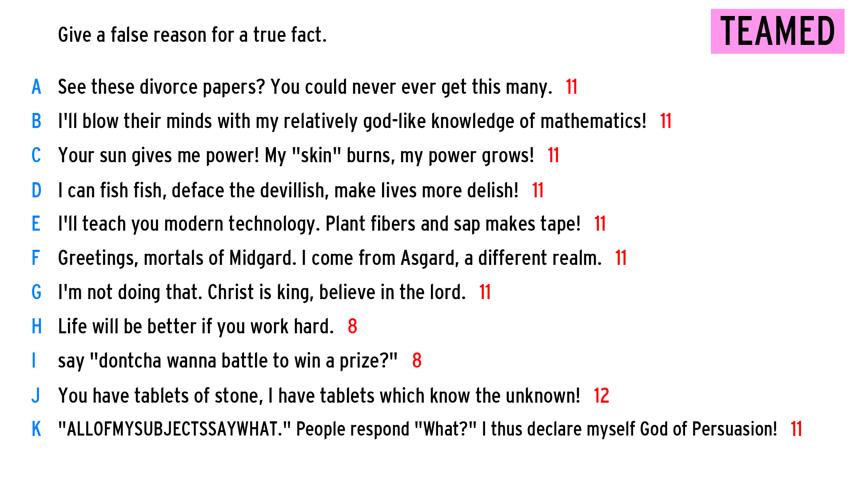 Give a false reason for a true fact.
TEAMED
A See these divorce papers? You could never ever get this many. 11
B I'll blow their minds with my relatively god-like knowledge of mathematics! 11
C Your sun gives me power! My "skin" burns, my power grows! 11
D I can fish fish, deface the devillish, make lives more delish! 11
E I'll teach you modern technology. Plant fibers and sap makes tape! 11
F Greetings, mortals of Midgard. I come from Asgard, a different realm. 11
G I'm not doing that. Christ is king, believe in the lord. 11
H Life will be better if you work hard. 8
I say "dontcha wanna battle to win a prize?" 8
J You have tablets of stone, I have tablets which know the unknown! 12
K "ALLOFMYSUBJECTSSAYWHAT." People respond "What?" I thus declare myself God of Persuasion! 11